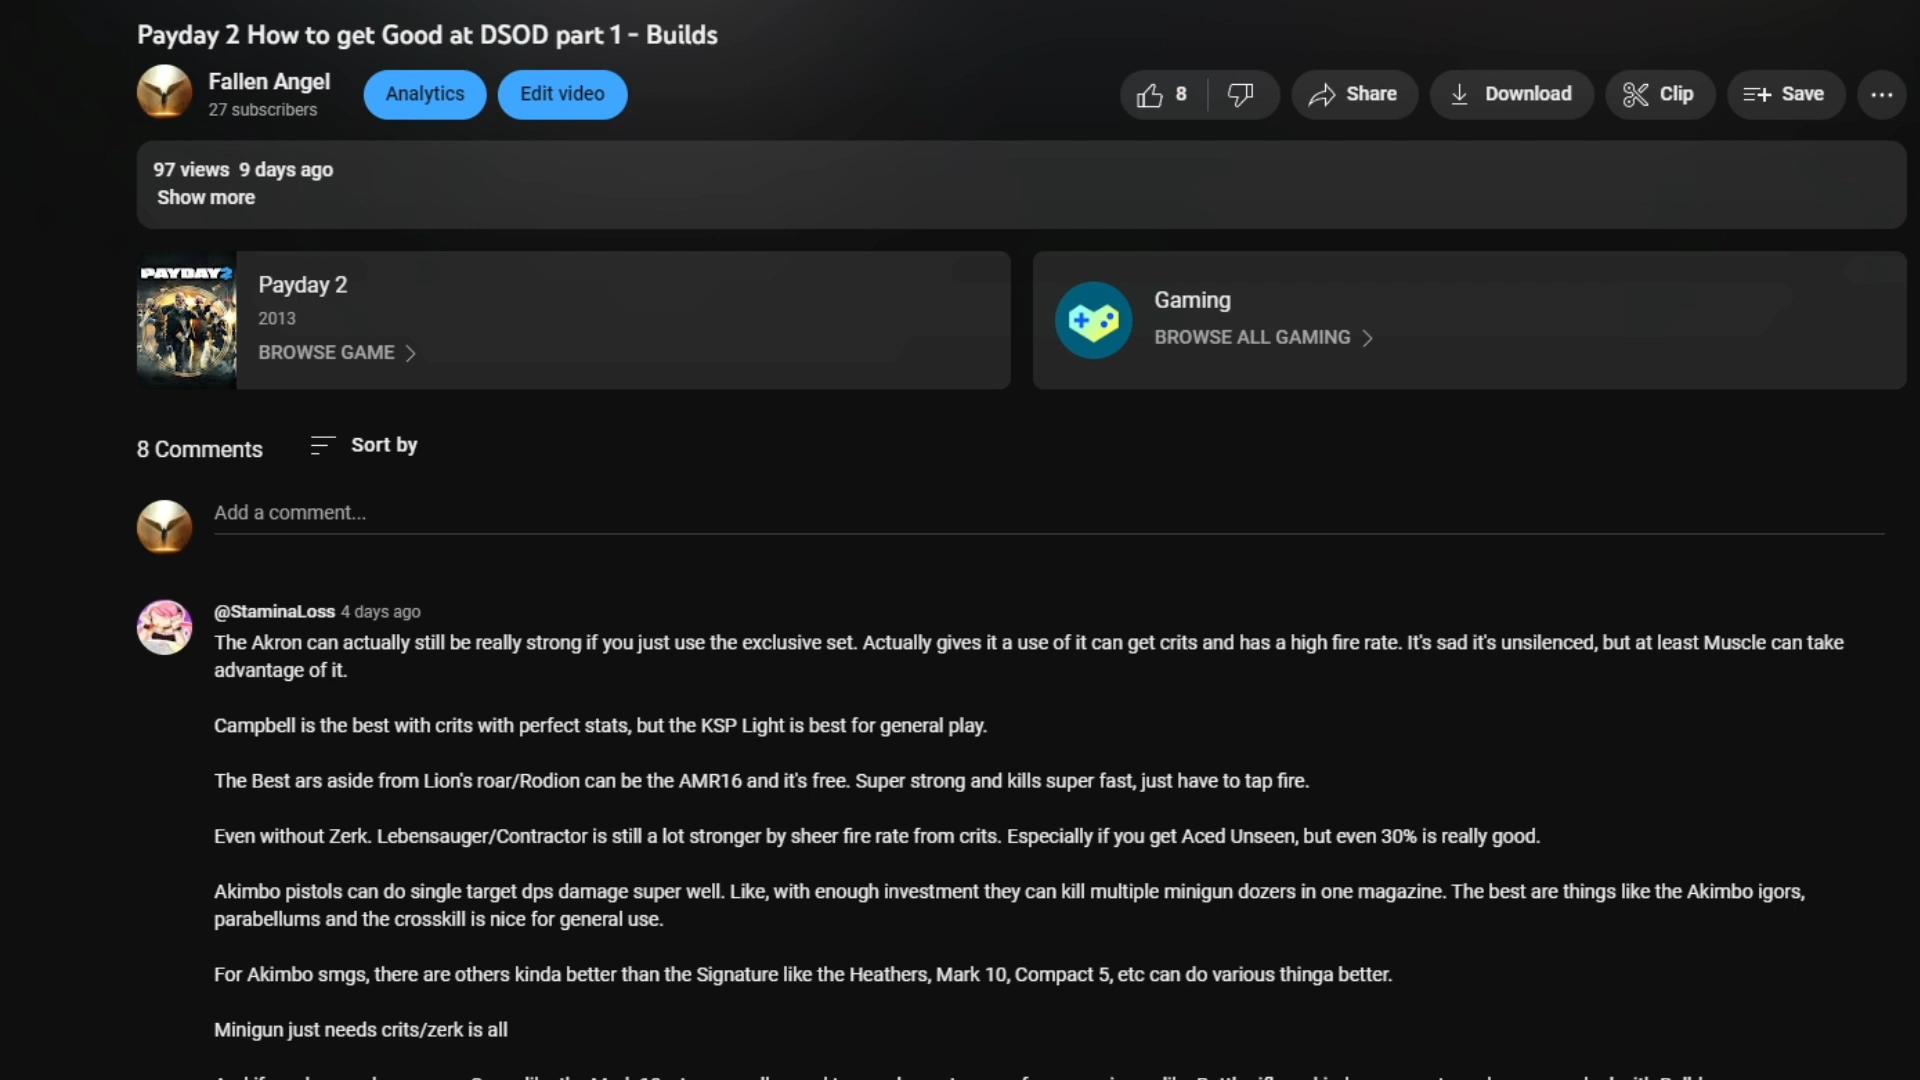 Payday 2 How to get Good at DSOD part 1 - Builds
Fallen Angel
27 subscribers
Analytics
Edit video
8
Share
Download
Clip
Save
97 views 9 days ago
Show more
PAYDAY 2
Payday 2
2013
BROWSE GAME
Gaming
BROWSE ALL GAMING
8 Comments
Sort by
Add a comment...
@StaminaLoss 4 days ago
The Akron can actually still be really strong if you just use the exclusive set. Actually gives it a use of it can get crits and has a high fire rate. It's sad it's unsilenced, but at least Muscle can take
advantage of it.
Campbell is the best with crits with perfect stats, but the KSP Light is best for general play.
The Best ars aside from Lion's roar/Rodion can be the AMR16 and it's free. Super strong and kills super fast, just have to tap fire.
Even without Zerk. Lebensauger/Contractor is still a lot stronger by sheer fire rate from crits. Especially if you get Aced Unseen, but even 30% is really good.
Akimbo pistols can do single target dps damage super well. Like, with enough investment they can kill multiple minigun dozers in one magazine. The best are things like the Akimbo igors,
parabellums and the crosskill is nice for general use.
For Akimbo smgs, there are others kinda better than the Signature like the Heathers, Mark 10, Compact 5, etc can do various thinga better.
Minigun just needs crits/zerk is all